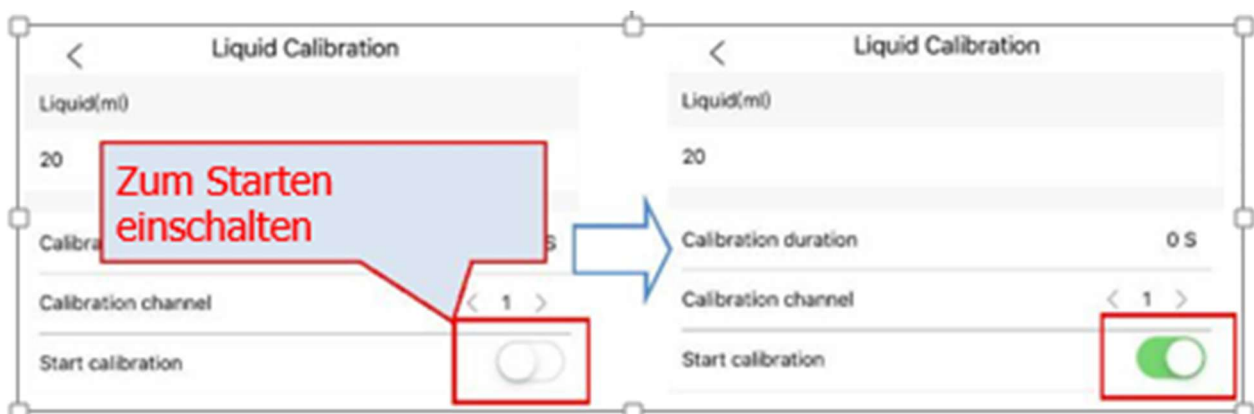 Liquid Calibration
Liquid(ml)
20
Zum Starten
einschalten
Calibra
S
Calibration channel
< 1 >
Start calibration
Liquid Calibration
Liquid(ml)
20
Calibration duration 0 S
Calibration channel < 1 >
Start calibration